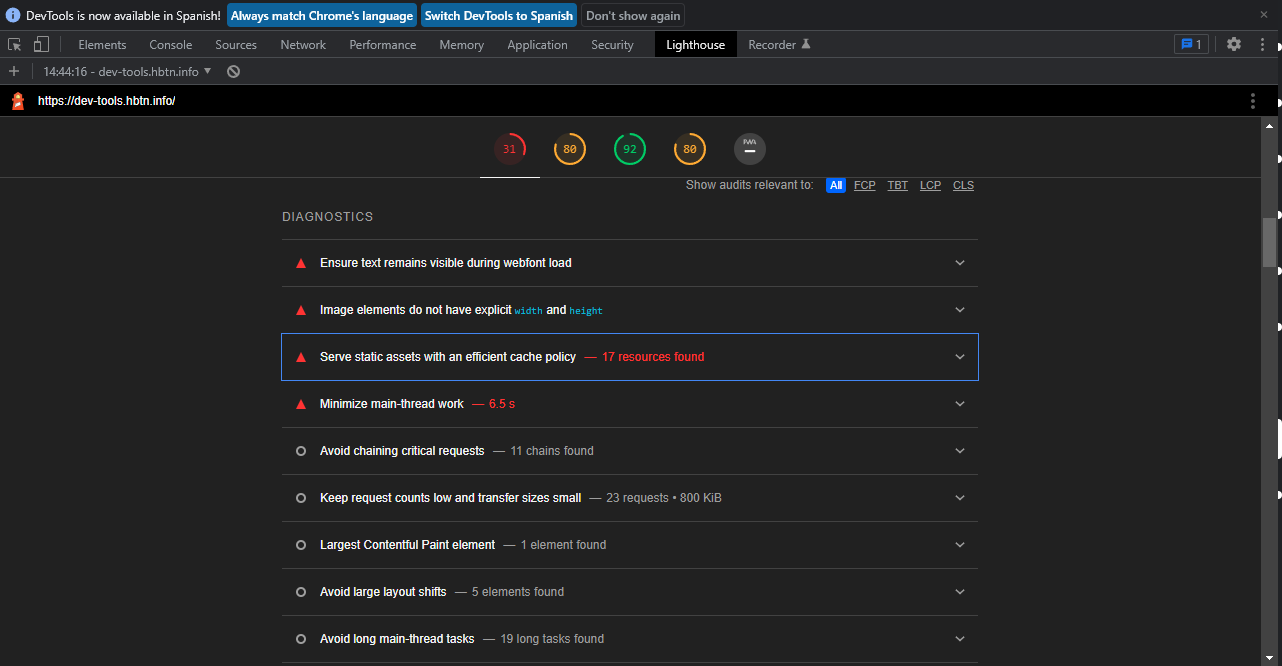 DevTools is now available in Spanish! Always match Chrome's language Switch DevTools to Spanish Don't show again
Elements Console Sources Network Performance Memory Application Security Lighthouse Recorder 1
14:44:16 - dev-tools.hbtn.info
https://dev-tools.hbtn.info/
31 80 92 80 PWA
Show audits relevant to: All FCP TBT LCP CLS
DIAGNOSTICS
Ensure text remains visible during webfont load
Image elements do not have explicit width and height
Serve static assets with an efficient cache policy — 17 resources found
Minimize main-thread work — 6.5 s
Avoid chaining critical requests — 11 chains found
Keep request counts low and transfer sizes small — 23 requests • 800 KiB
Largest Contentful Paint element — 1 element found
Avoid large layout shifts — 5 elements found
Avoid long main-thread tasks — 19 long tasks found